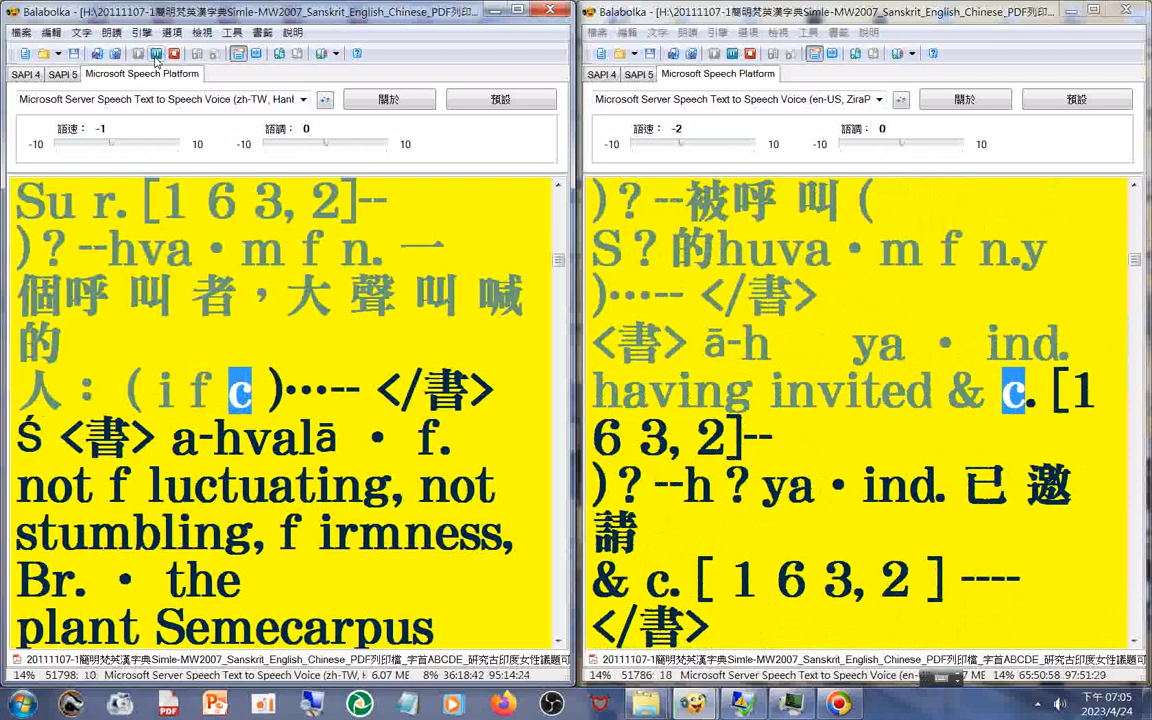 Balabolka - [H:\20111107-1簡明梵英漢字典Simle-MW2007_Sanskrit_English_Chinese_PDF列印...
檔案 編輯 文字 朗讀 引擎 選項 檢視 工具 書籤 說明
SAPI 4 SAPI 5 Microsoft Speech Platform
Microsoft Server Speech Text to Speech Voice (zh-TW, Hanl
關於 預設
語速： -1 語調： 0
-10 10 -10 10
Su r. [1 6 3, 2]--
)？--hva・m f n. 一
個呼 叫 者，大 聲 叫 喊
的
人：( i f c )…-- </書>
Ś <書> a-hvalā ・ f.
not f luctuating, not
stumbling, f irmness,
Br. ・ the
plant Semecarpus
20111107-1簡明梵英漢字典Simle-MW2007_Sanskrit_English_Chinese_PDF列印檔_字首ABCDE_研究古印度女性議題可
14% 51798: 10 Microsoft Server Speech Text to Speech Voice (zh-TW, H 6.07 ME 8% 36:18:42 95:14:24
Balabolka - [H:\20111107-1簡明梵英漢字典Simle-MW2007_Sanskrit_English_Chinese_PDF列印...
檔案 編輯 文字 朗讀 引擎 選項 檢視 工具 書籤 說明
SAPI 4 SAPI 5 Microsoft Speech Platform
Microsoft Server Speech Text to Speech Voice (en-US, ZiraP
關於 預設
語速： -2 語調： 0
-10 10 -10 10
)？--被呼 叫 (
S？的huva・m f n.y
)…-- </書>
<書> ā-h ya ・ ind.
having invited & c. [1
6 3, 2]--
)？--h？ya・ind. 已 邀
請
& c. [ 1 6 3, 2 ] ----
</書>
20111107-1簡明梵英漢字典Simle-MW2007_Sanskrit_English_Chinese_PDF列印檔_字首ABCDE_研究古印度女性議題可
14% 51786: 18 Microsoft Server Speech Text to Speech Voice (en-US, 14% 65:50:58 97:51:29
PDF
下午 07:05
2023/4/24